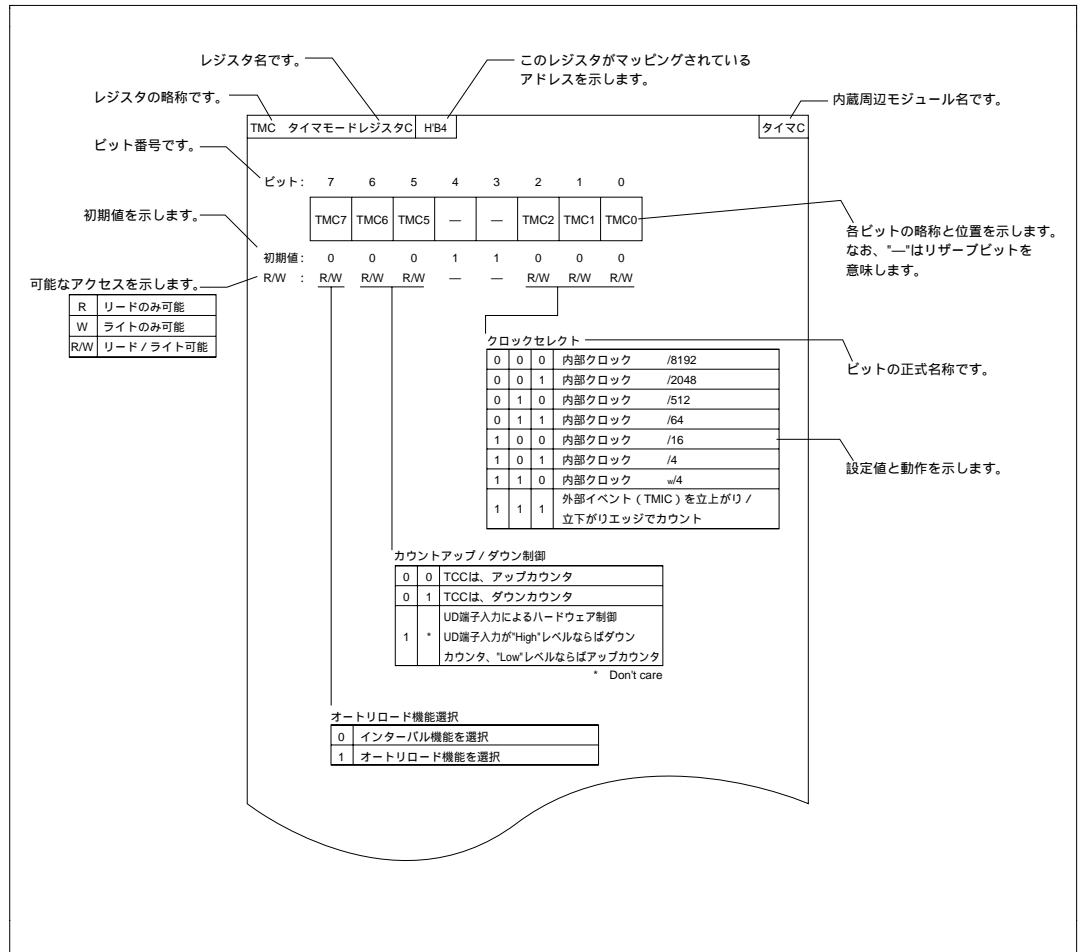 レジスタ名です。
このレジスタがマッピングされている
アドレスを示します。
レジスタの略称です。
内蔵周辺モジュール名です。
TMC タイマモードレジスタC H'B4 タイマC
ビット番号です。
ビット: 7 6 5 4 3 2 1 0
TMC7 TMC6 TMC5 — — TMC2 TMC1 TMC0
初期値を示します。
各ビットの略称と位置を示します。
なお、"—"はリザーブビットを
意味します。
初期値: 0 0 0 1 1 0 0 0
R/W : R/W R/W R/W — — R/W R/W R/W
可能なアクセスを示します。
R リードのみ可能
W ライトのみ可能
R/W リード/ライト可能
クロックセレクト
0 0 0 内部クロック /8192
0 0 1 内部クロック /2048
0 1 0 内部クロック /512
0 1 1 内部クロック /64
1 0 0 内部クロック /16
1 0 1 内部クロック /4
1 1 0 内部クロック w/4
1 1 1 外部イベント(TMIC)を立上がり/
立下がりエッジでカウント
ビットの正式名称です。
設定値と動作を示します。
カウントアップ/ダウン制御
0 0 TCCは、アップカウンタ
0 1 TCCは、ダウンカウンタ
1 * UD端子入力によるハードウェア制御
UD端子入力が"High"レベルならばダウン
カウンタ、"Low"レベルならばアップカウンタ
* Don't care
オートリロード機能選択
0 インターバル機能を選択
1 オートリロード機能を選択